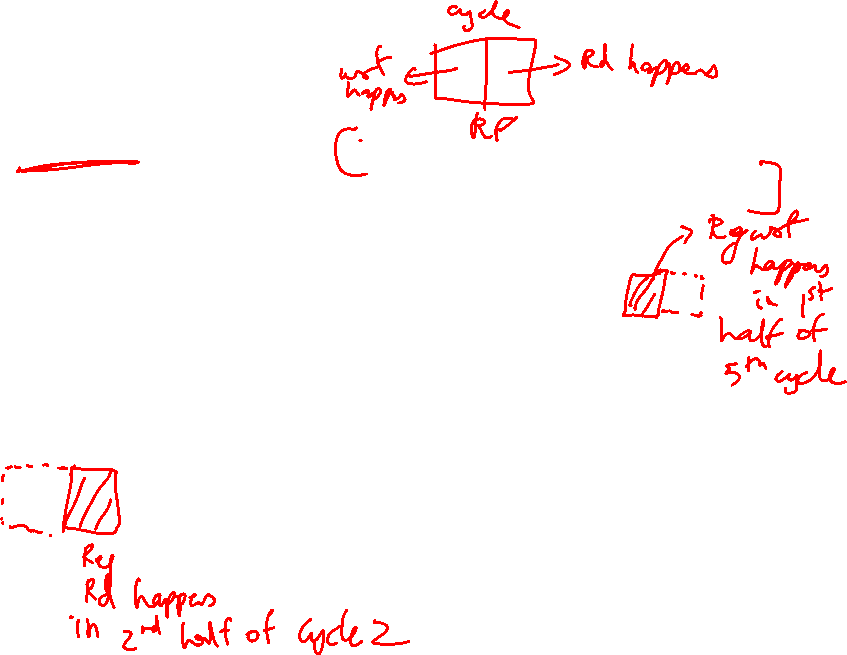 cycle
wrt
happns
Rd happens
RF
Reg wrt
happens
in 1st
half of
5th cycle
Reg
Rd happens
in 2nd half of cycle 2